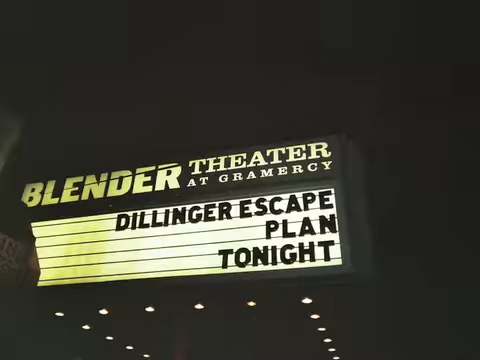 BLENDER THEATER
AT GRAMERCY
DILLINGER ESCAPE
PLAN
TONIGHT